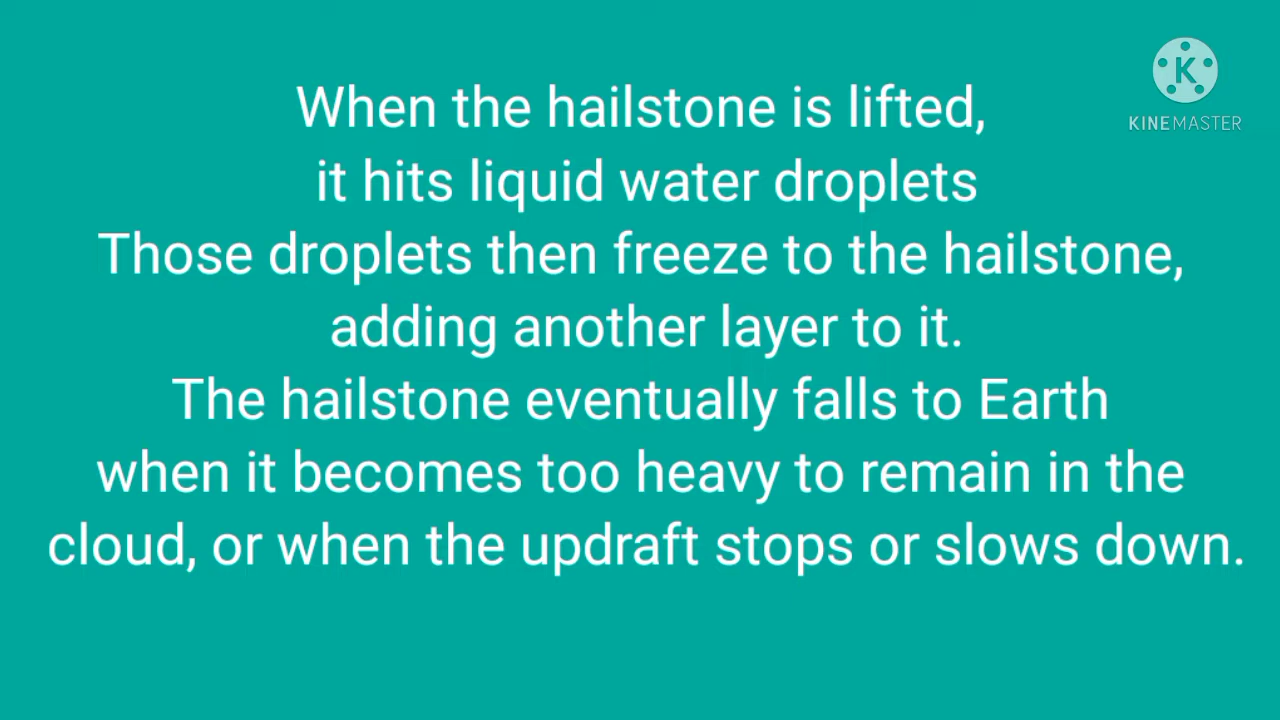 K
KINEMASTER
When the hailstone is lifted,
it hits liquid water droplets
Those droplets then freeze to the hailstone,
adding another layer to it.
The hailstone eventually falls to Earth
when it becomes too heavy to remain in the
cloud, or when the updraft stops or slows down.